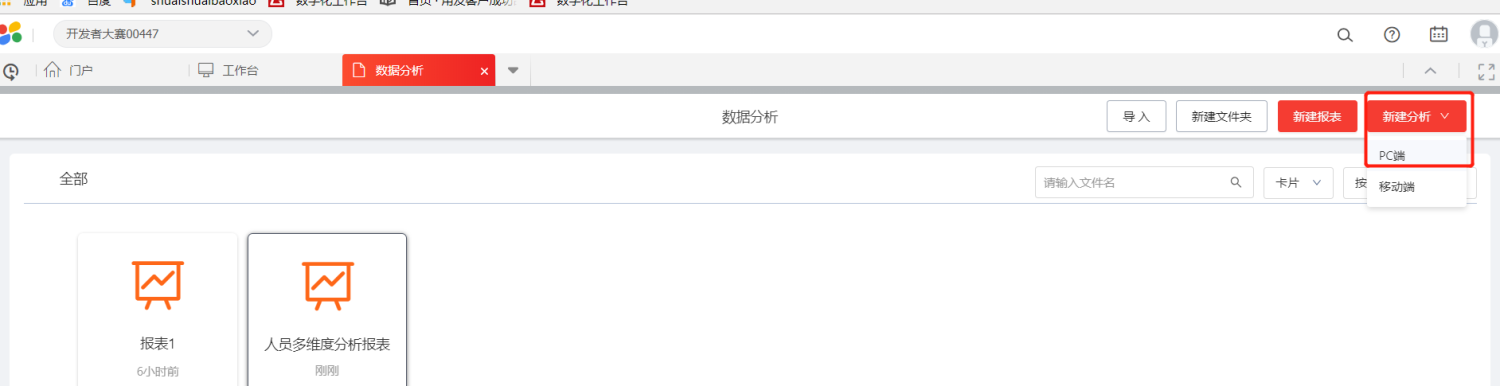 应用 百度 shuaishuaibaoxiao 数字化工作台 首页·用友客户成功 数字化工作台
开发者大赛00447
门户 工作台 数据分析
数据分析 导入 新建文件夹 新建报表 新建分析
PC端
全部 请输入文件名 卡片 按
移动端
报表1 人员多维度分析报表
6小时前 刚刚